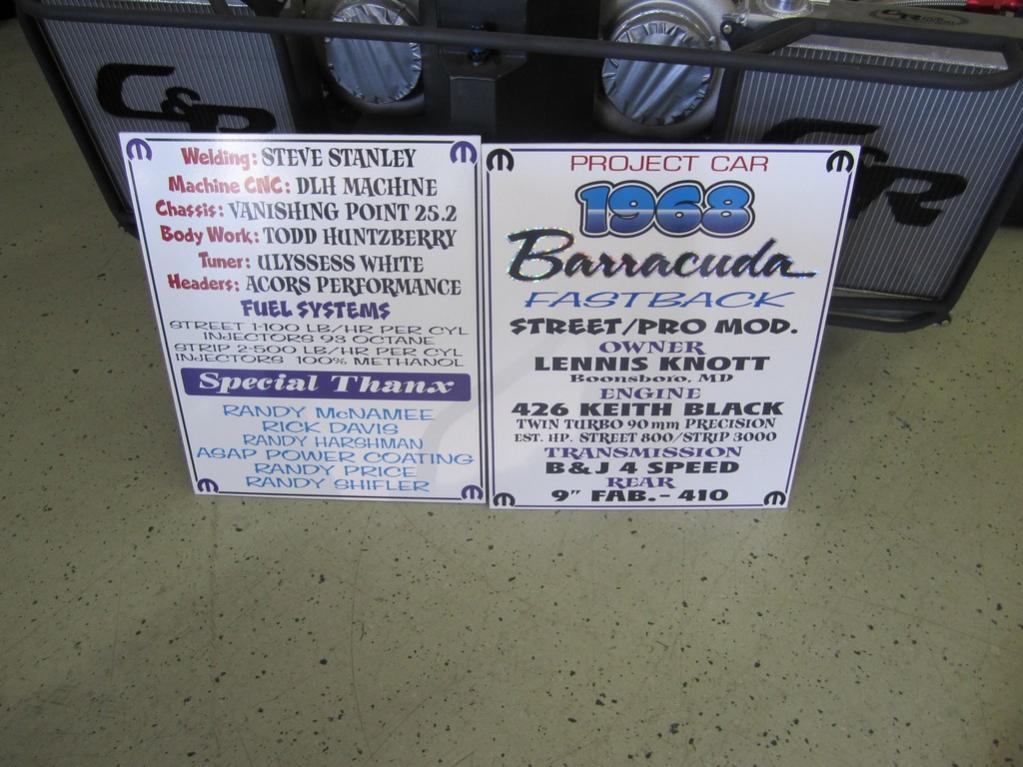 C&R
C&R
C&R
Welding: STEVE STANLEY
Machine CNC: DLH MACHINE
Chassis: VANISHING POINT 25.2
Body Work: TODD HUNTZBERRY
Tuner: ULYSSESS WHITE
Headers: ACORS PERFORMANCE
FUEL SYSTEMS
STREET 1-100 LB/HR PER CYL
INJECTORS 93 OCTANE
STRIP 2-500 LB/HR PER CYL
INJECTORS 100% METHANOL
Special Thanx
RANDY McNAMEE
RICK DAVIS
RANDY HARSHMAN
ASAP POWER COATING
RANDY PRICE
RANDY SHIFLER
PROJECT CAR
1968
Barracuda
FASTBACK
STREET/PRO MOD.
OWNER
LENNIS KNOTT
Boonsboro, MD
ENGINE
426 KEITH BLACK
TWIN TURBO 90mm PRECISION
EST. HP. STREET 800/STRIP 3000
TRANSMISSION
B&J 4 SPEED
REAR
9" FAB. - 410